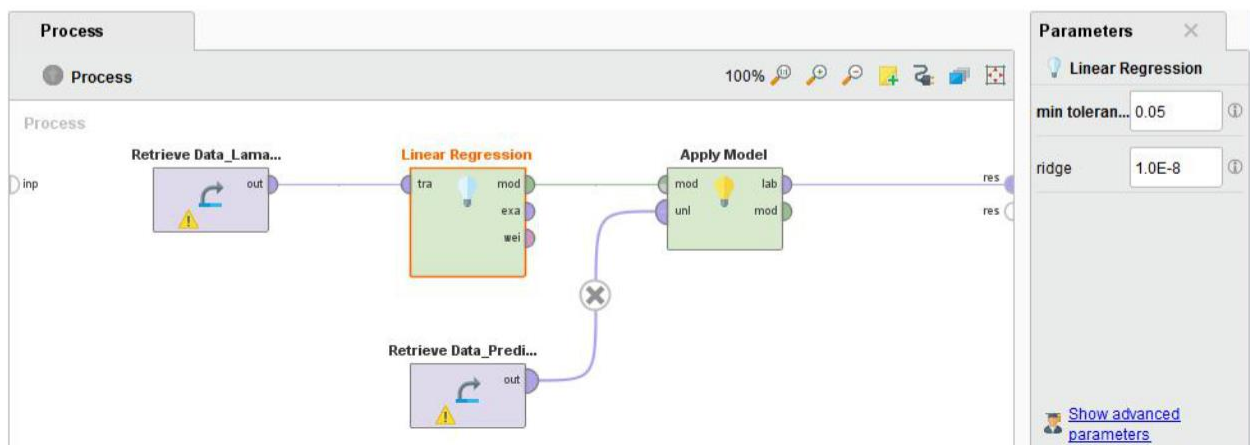 Process
Process
100%
Process
inp
Retrieve Data_Lama...
out
Linear Regression
tra
mod
exa
wei
Apply Model
mod
lab
unl
mod
res
res
Retrieve Data_Predi...
out
Parameters
Linear Regression
min toleran... 0.05
ridge 1.0E-8
Show advanced
parameters